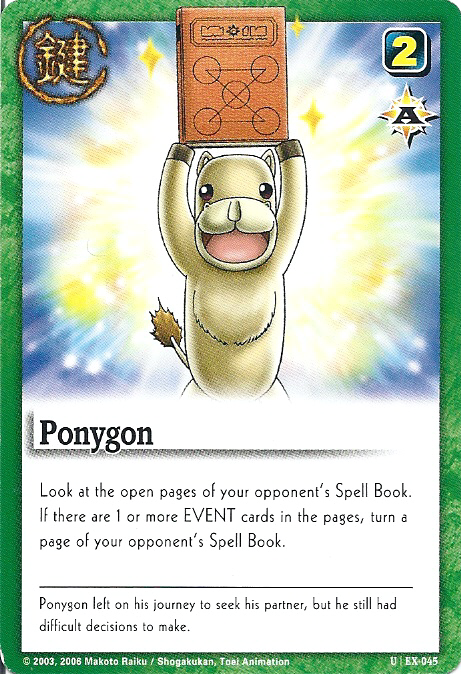 鍵
2
A
Ponygon
Look at the open pages of your opponent's Spell Book.
If there are 1 or more EVENT cards in the pages, turn a
page of your opponent's Spell Book.
Ponygon left on his journey to seek his partner, but he still had
difficult decisions to make.
© 2003, 2006 Makoto Raiku / Shogakukan, Toei Animation
U | EX-045